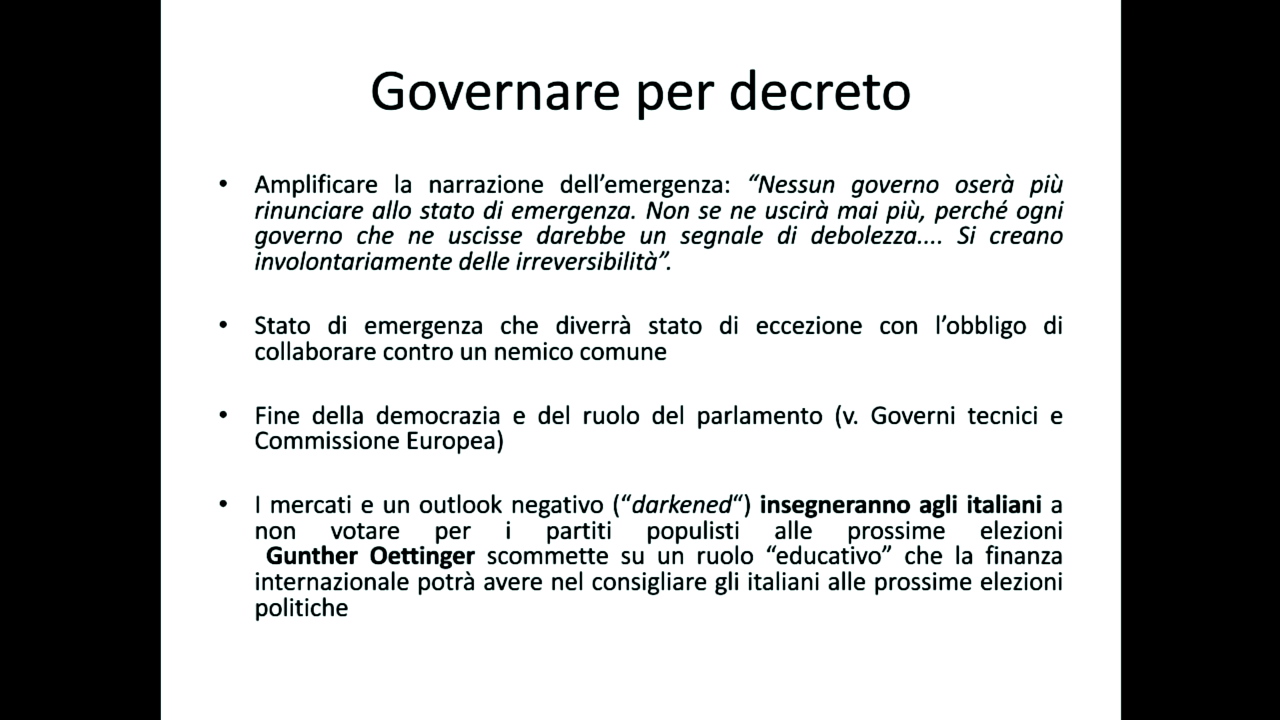 Governare per decreto
• Amplificare la narrazione dell’emergenza: “Nessun governo oserà più
rinunciare allo stato di emergenza. Non se ne uscirà mai più, perché ogni
governo che ne uscisse darebbe un segnale di debolezza.... Si creano
involontariamente delle irreversibilità”.
• Stato di emergenza che diverrà stato di eccezione con l’obbligo di
collaborare contro un nemico comune
• Fine della democrazia e del ruolo del parlamento (v. Governi tecnici e
Commissione Europea)
• I mercati e un outlook negativo (“darkened“) insegneranno agli italiani a
non votare per i partiti populisti alle prossime elezioni
Gunther Oettinger scommette su un ruolo “educativo” che la finanza
internazionale potrà avere nel consigliare gli italiani alle prossime elezioni
politiche